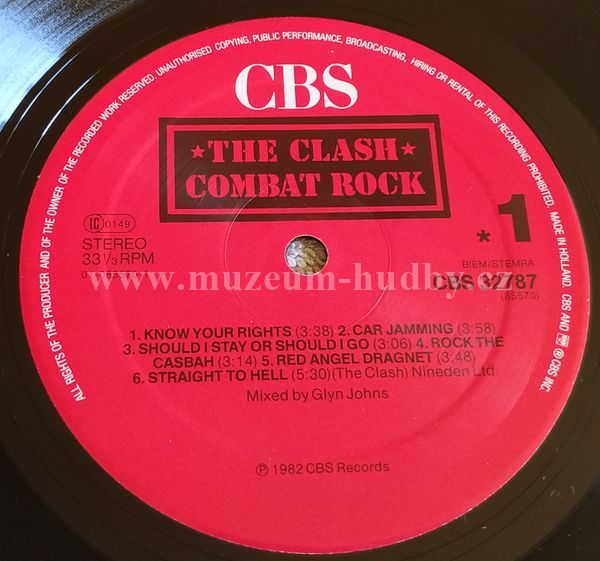 ALL RIGHTS OF THE PRODUCER AND OF THE OWNER OF THE RECORDED WORK RESERVED. UNAUTHORISED COPYING, PUBLIC PERFORMANCE, BROADCASTING, HIRING OR RENTAL OF THIS RECORDING PROHIBITED. MADE IN HOLLAND. CBS AND ℗ CBS INC.
CBS
★THE CLASH★
COMBAT ROCK
LC 0149
STEREO
33 1/3 RPM
* 1
BIEM/STEMRA
CBS 32787
(85570)
www.muzeum-hudby.cz
1. KNOW YOUR RIGHTS (3:38) 2. CAR JAMMING (3:58)
3. SHOULD I STAY OR SHOULD I GO (3:06) 4. ROCK THE
CASBAH (3:14) 5. RED ANGEL DRAGNET (3:48)
6. STRAIGHT TO HELL (5:30) (The Clash) Nineden Ltd.
Mixed by Glyn Johns
℗ 1982 CBS Records